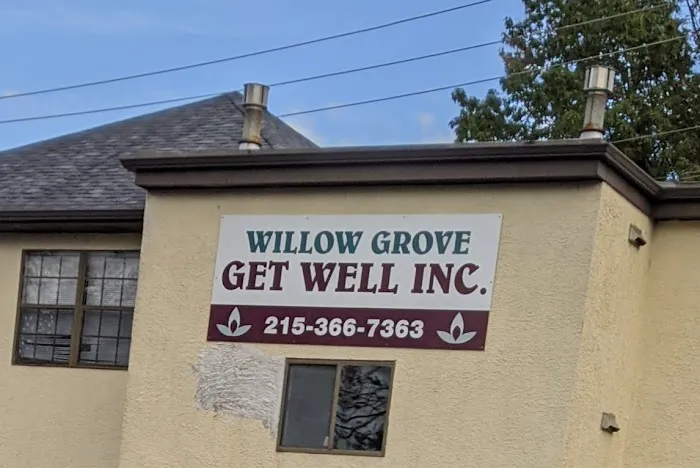 WILLOW GROVE
GET WELL INC.
215-366-7363